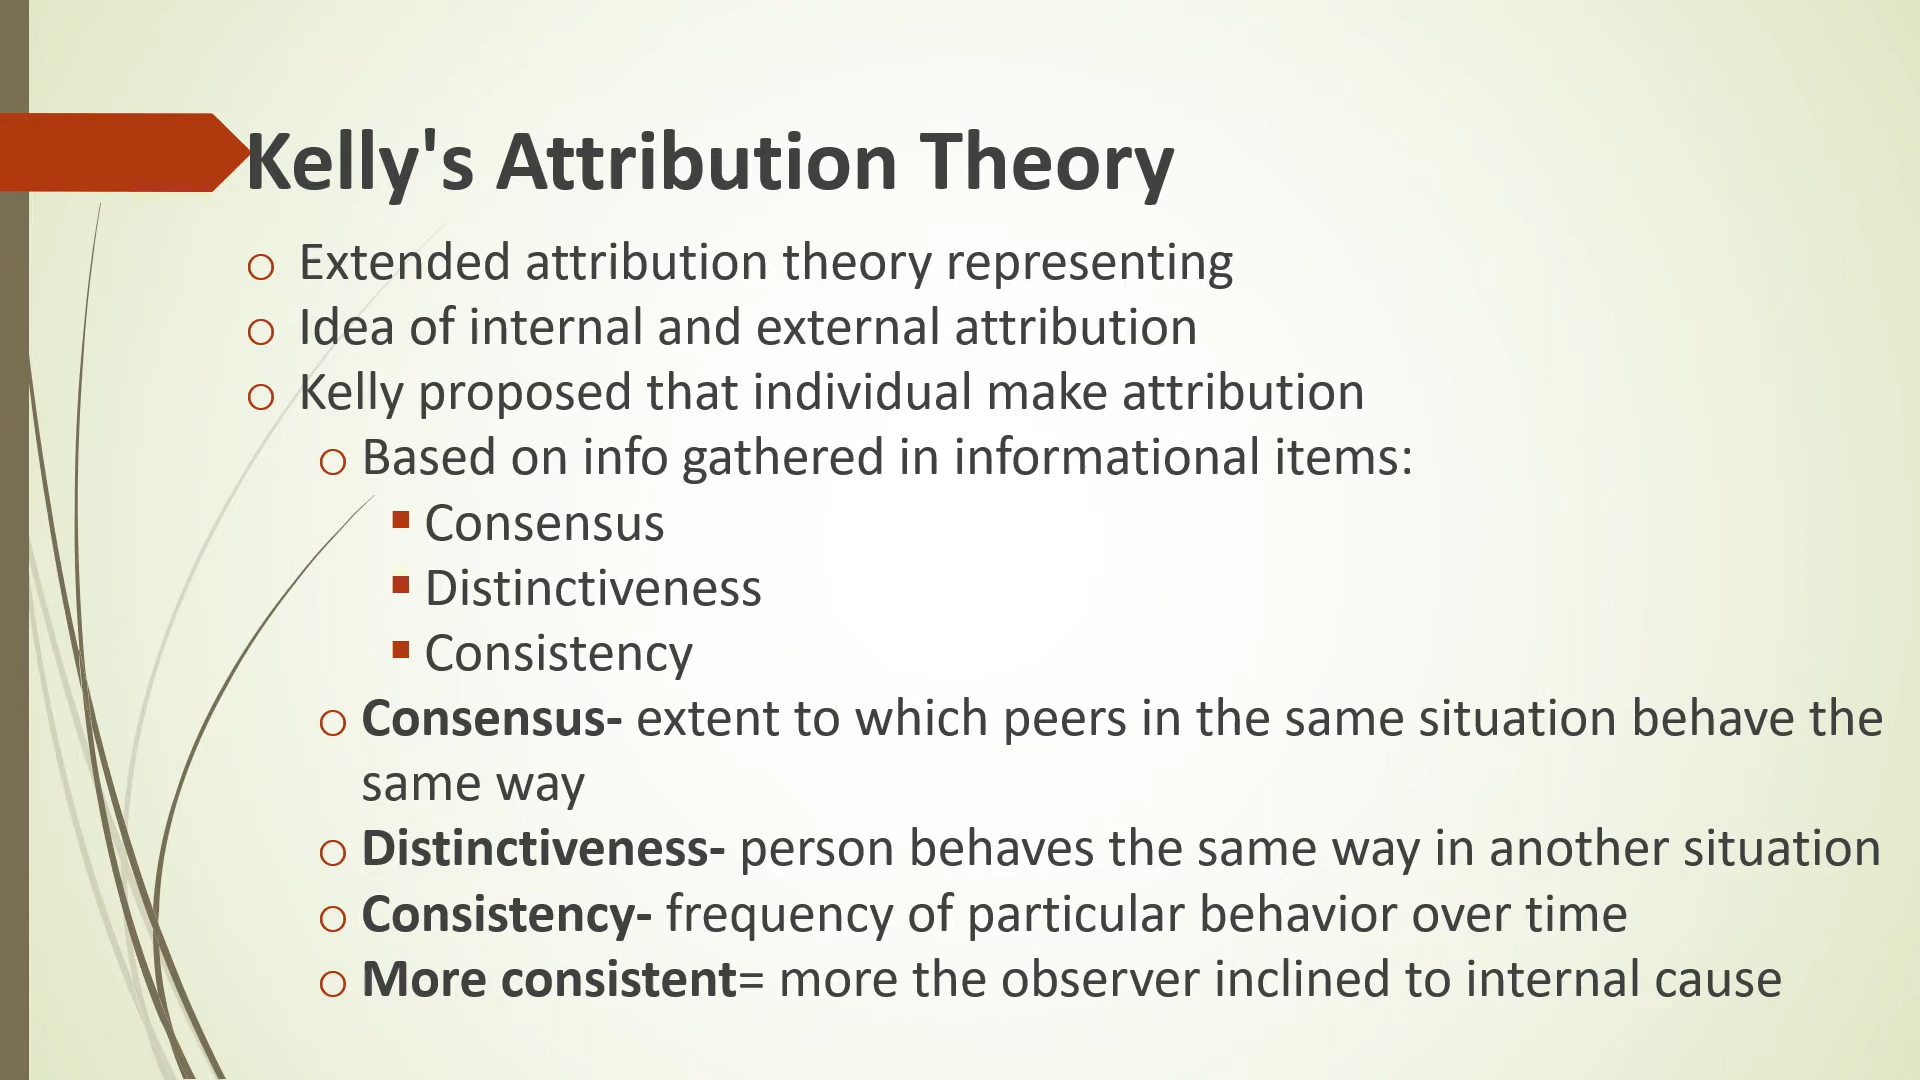 Kelly's Attribution Theory
Extended attribution theory representing
Idea of internal and external attribution
Kelly proposed that individual make attribution
Based on info gathered in informational items:
Consensus
Distinctiveness
Consistency
Consensus- extent to which peers in the same situation behave the
same way
Distinctiveness- person behaves the same way in another situation
Consistency- frequency of particular behavior over time
More consistent= more the observer inclined to internal cause